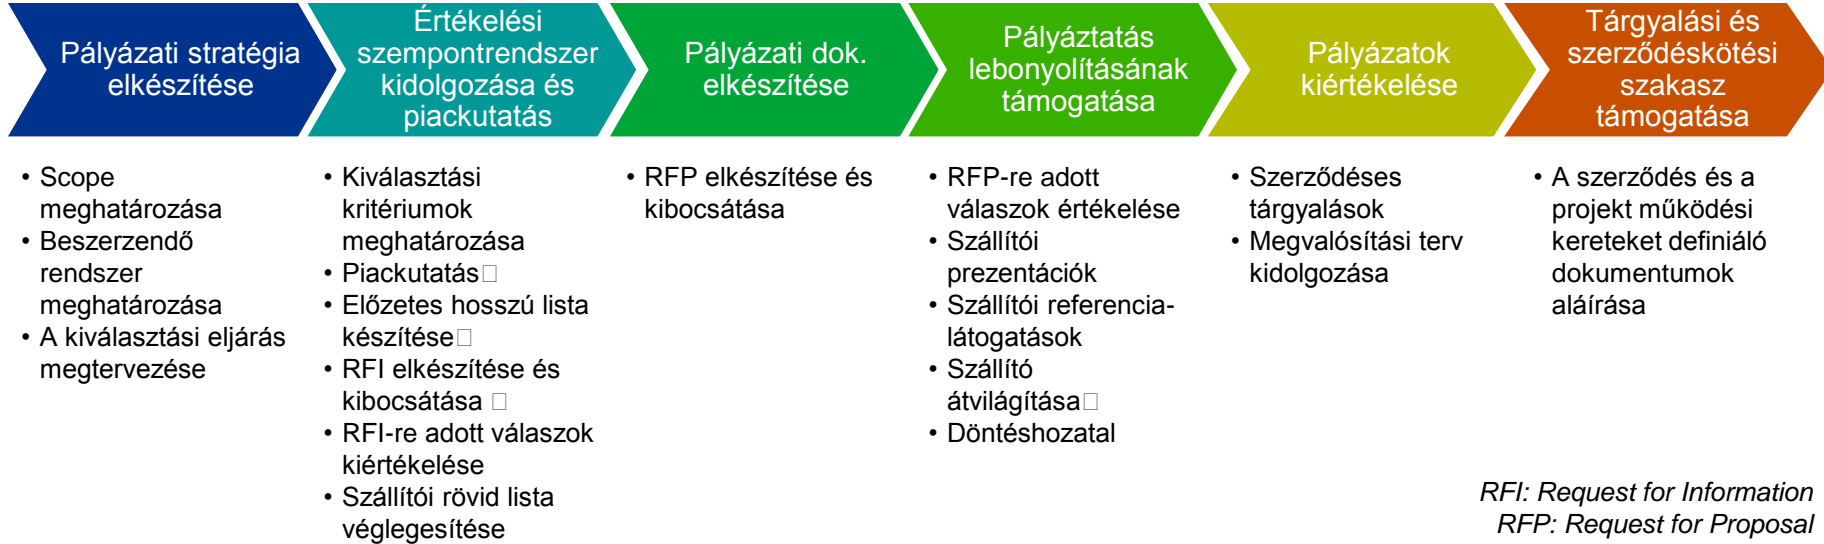 Pályázati stratégia
elkészítése
Értékelési
szempontrendszer
kidolgozása és
piackutatás
Pályázati dok.
elkészítése
Pályáztatás
lebonyolításának
támogatása
Pályázatok
kiértékelése
Tárgyalási és
szerződéskötési
szakasz
támogatása
• Scope
meghatározása
• Beszerzendő
rendszer
meghatározása
• A kiválasztási eljárás
megtervezése
• Kiválasztási
kritériumok
meghatározása
• Piackutatás□
• Előzetes hosszú lista
készítése□
• RFI elkészítése és
kibocsátása □
• RFI-re adott válaszok
kiértékelése
• Szállítói rövid lista
véglegesítése
• RFP elkészítése és
kibocsátása
• RFP-re adott
válaszok értékelése
• Szállítói
prezentációk
• Szállítói referencia-
látogatások
• Szállító
átvilágítása□
• Döntéshozatal
• Szerződéses
tárgyalások
• Megvalósítási terv
kidolgozása
• A szerződés és a
projekt működési
kereteket definiáló
dokumentumok
aláírása
RFI: Request for Information
RFP: Request for Proposal